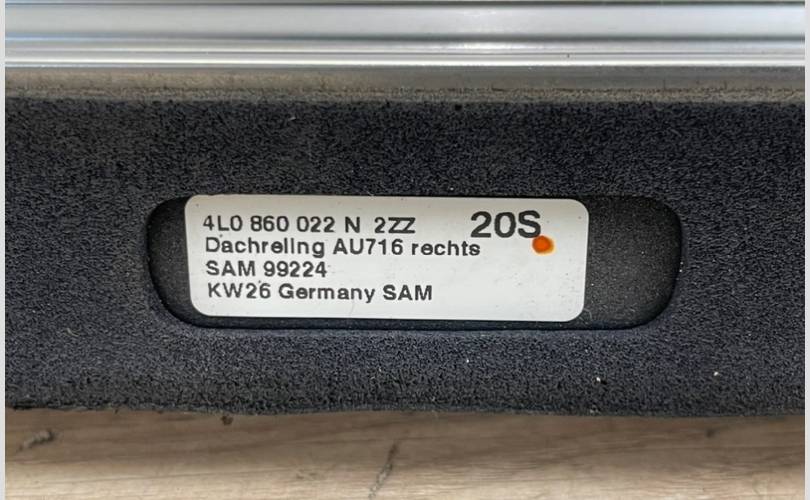 4L0 860 022 N 2ZZ 20S
Dachreling AU716 rechts
SAM 99224
KW26 Germany SAM